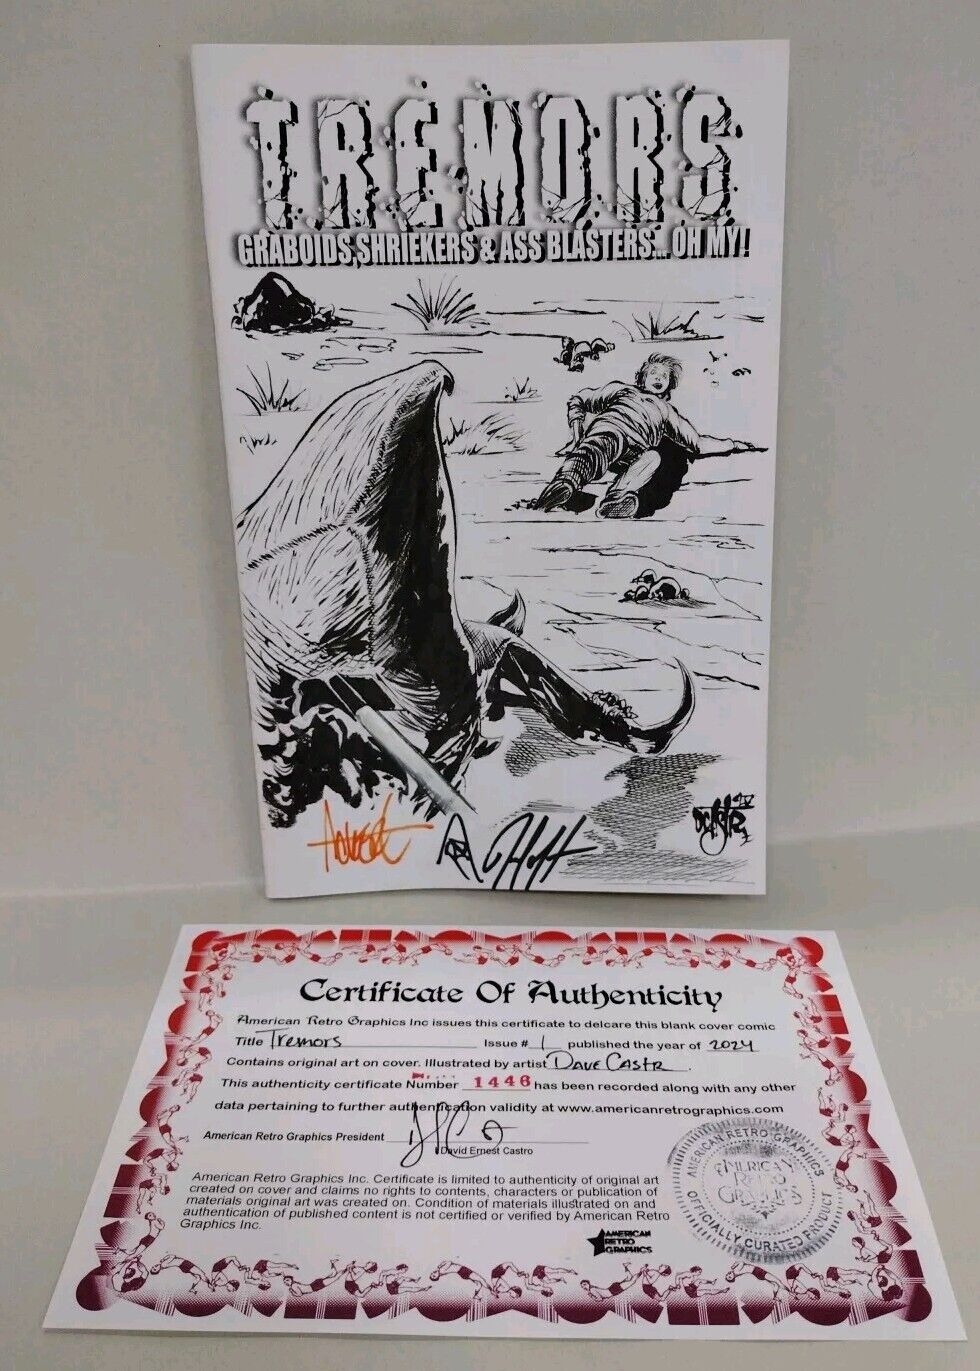 TREMORS
GRABOIDS,SHRIEKERS & ASS BLASTERS... OH MY!
Certificate Of Authenticity
American Retro Graphics Inc issues this certificate to delcare this blank cover comic
Title Tremors Issue # 1 published the year of 2024
Contains original art on cover. Illustrated by artist Dave Castr.
This authenticity certificate Number 1446 has been recorded along with any other
data pertaining to further authentication validity at www.americanretrographics.com
American Retro Graphics President
David Ernest Castro
American Retro Graphics Inc. Certificate is limited to authenticity of original art
created on cover and claims no rights to contents, characters or publication of
materials original art was created on. Condition of materials illustrated on and
authentication of published content is not certified or verified by American Retro
Graphics Inc.
AMERICAN
RETRO
GRAPHICS
AMERICAN RETRO GRAPHICS
AMERICAN
RETRO
GRAPHICS
OFFICIALLY CURATED PRODUCT